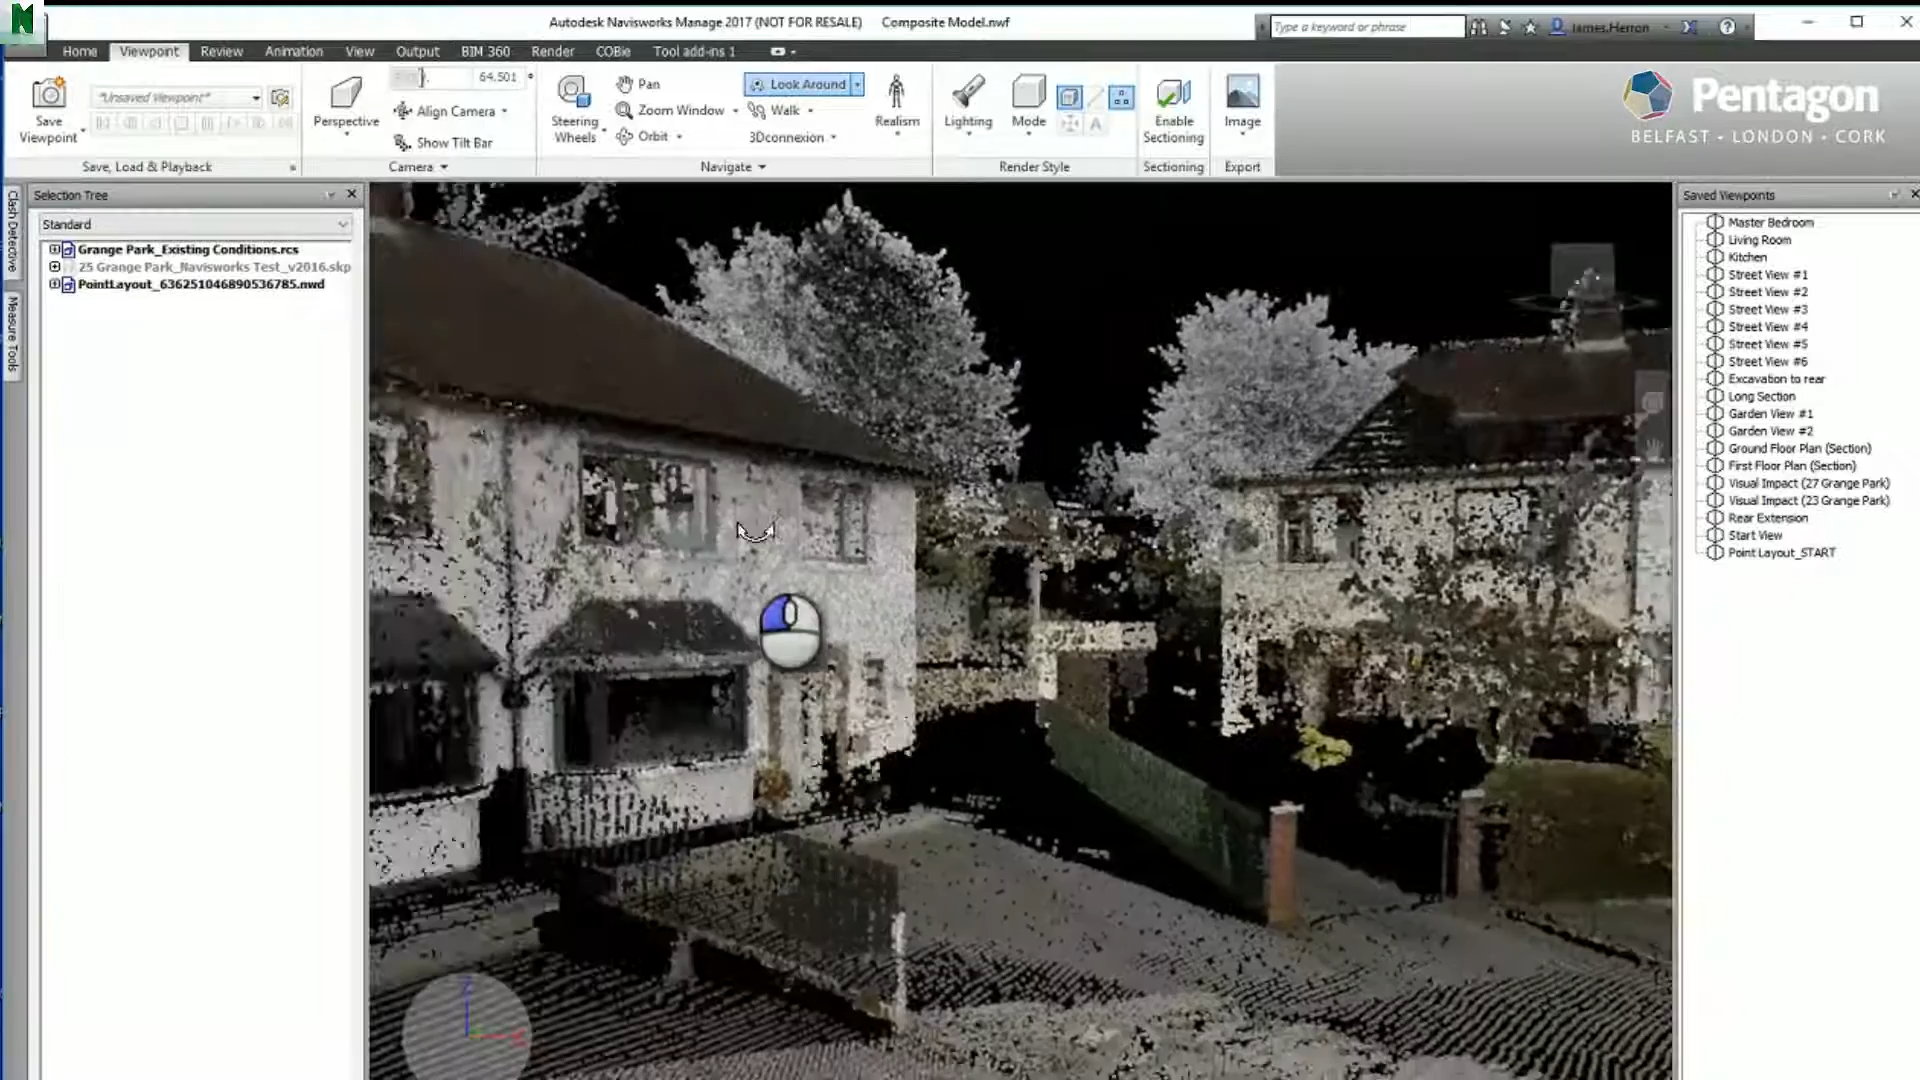 Autodesk Navisworks Manage 2017 (NOT FOR RESALE) Composite Model.nwf
Type a keyword or phrase
James.Herron
Home Viewpoint Review Animation View Output BIM 360 Render COBie Tool add-ins 1
Save Viewpoint
"Unsaved Viewpoint"
Save, Load & Playback
Perspective
64.501
Align Camera
Show Tilt Bar
Camera
Steering Wheels
Pan
Zoom Window
Orbit
Look Around
Walk
3Dconnexion
Navigate
Realism
Lighting
Mode
A
Render Style
Enable Sectioning
Sectioning
Image
Export
Pentagon
BELFAST • LONDON • CORK
Clash Detective
Measure Tools
Selection Tree
Standard
Grange Park_Existing Conditions.rcs
25 Grange Park_Navisworks Test_v2016.skp
PointLayout_636251046890536785.nwd
Saved Viewpoints
Master Bedroom
Living Room
Kitchen
Street View #1
Street View #2
Street View #3
Street View #4
Street View #5
Street View #6
Excavation to rear
Long Section
Garden View #1
Garden View #2
Ground Floor Plan (Section)
First Floor Plan (Section)
Visual Impact (27 Grange Park)
Visual Impact (23 Grange Park)
Rear Extension
Start View
Point Layout_START
Z